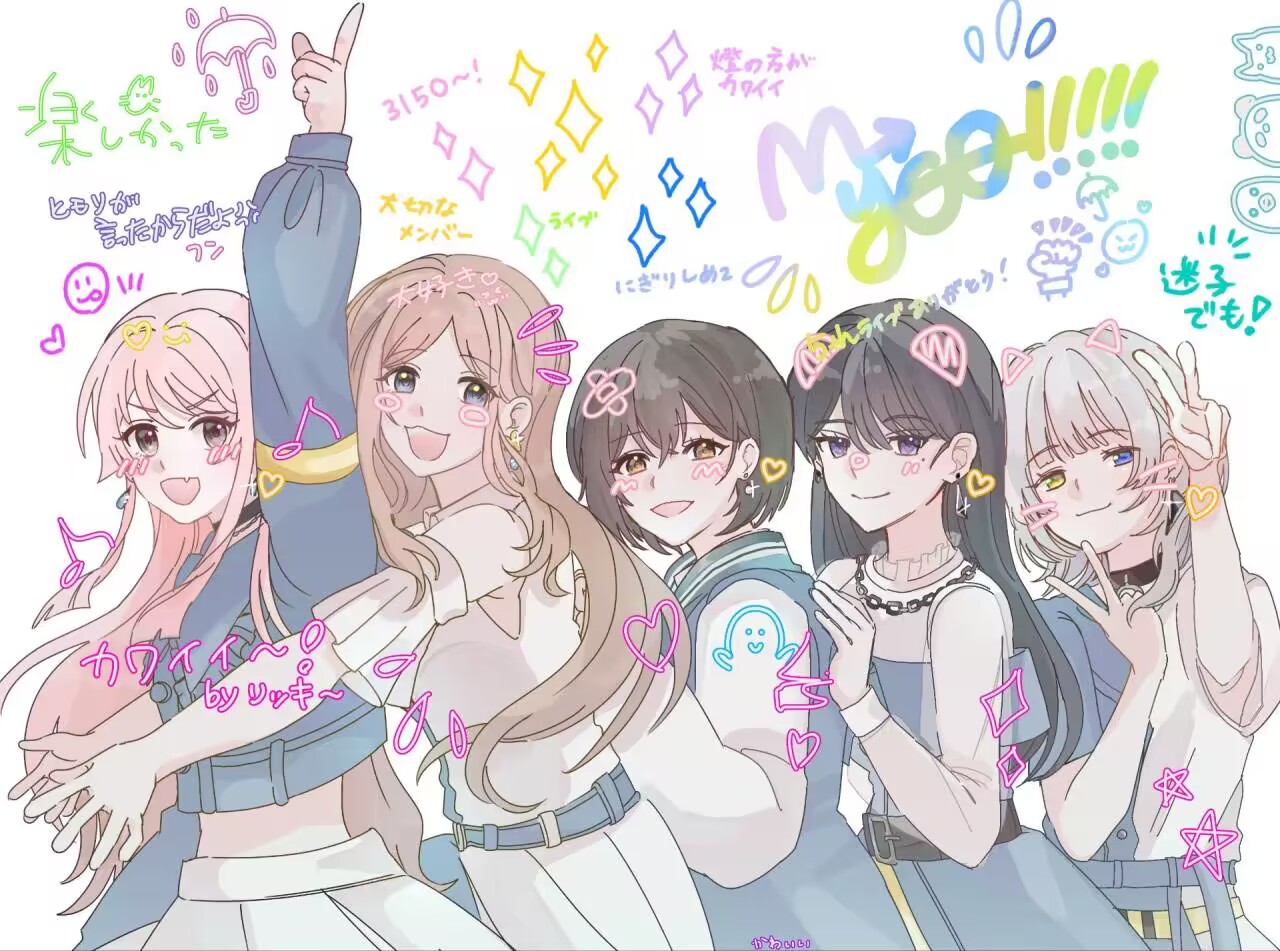 楽しかった
3150〜!
燈の方が
カワイイ
MyGO!!!!!
トモリが
言ったからだよ
フン
大切な
メンバー
ライブ
にぎりしめて
ライブありがとう!
迷子
でも!
大好き♡
カワイイ〜
by リッキ〜
かわいい